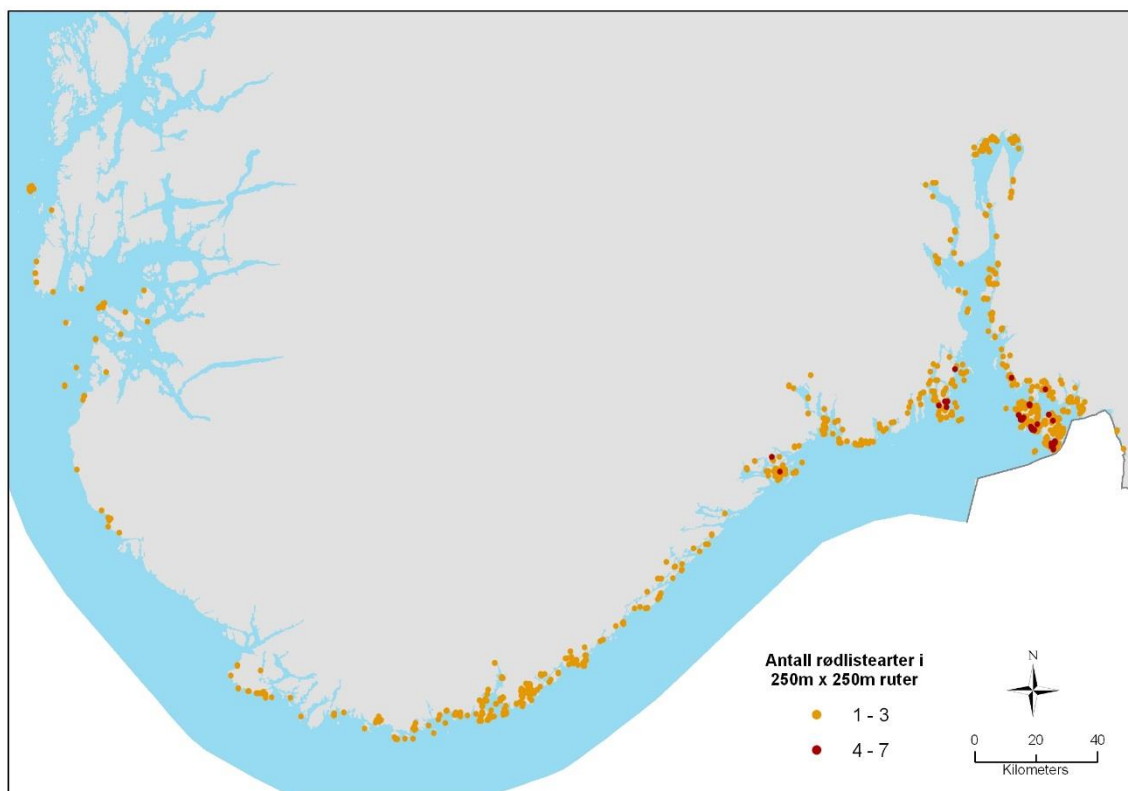 Antall rødlistearter i
250m x 250m ruter
1 - 3
4 - 7
N
0 20 40
Kilometers